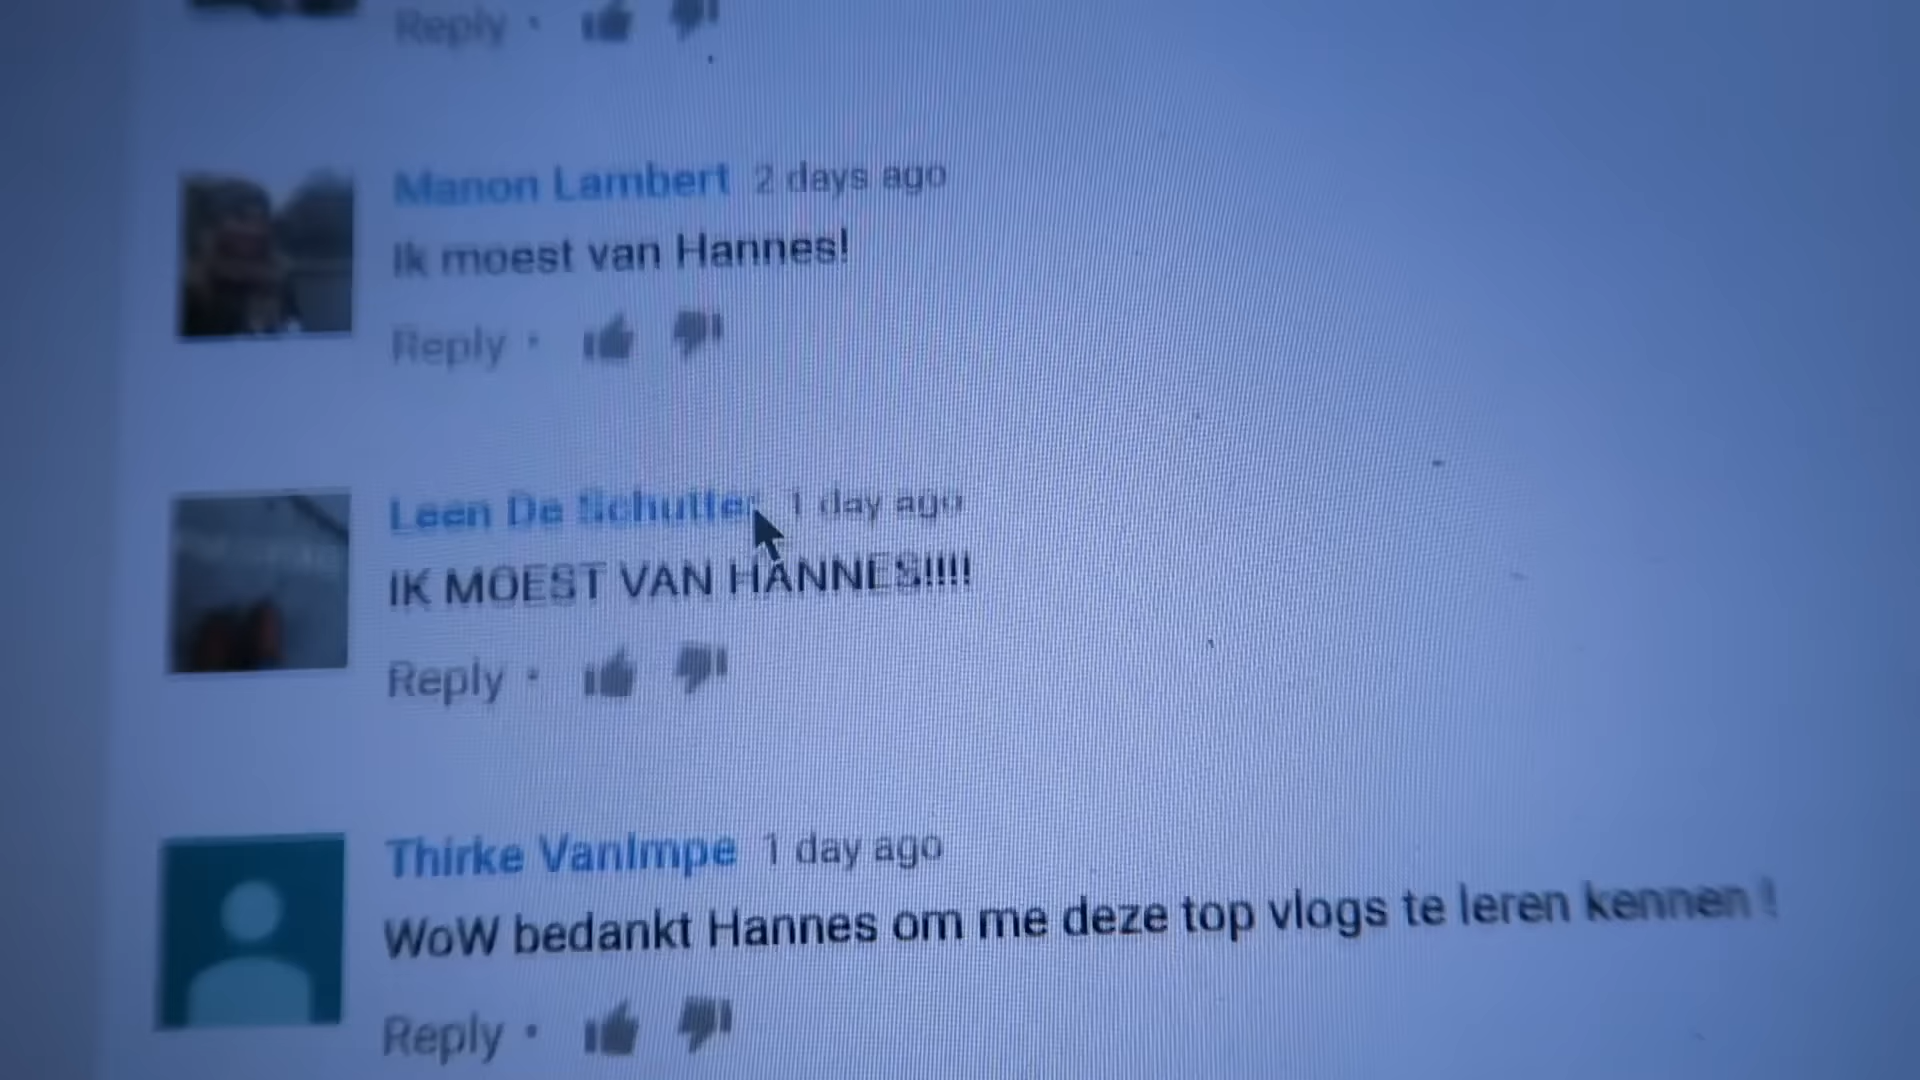 Reply
Manon Lambert 2 days ago
Ik moest van Hannes!
Reply
Leen De Schutter 1 day ago
IK MOEST VAN HANNES!!!!
Reply
Thirke VanImpe 1 day ago
WoW bedankt Hannes om me deze top vlogs te leren kennen !
Reply